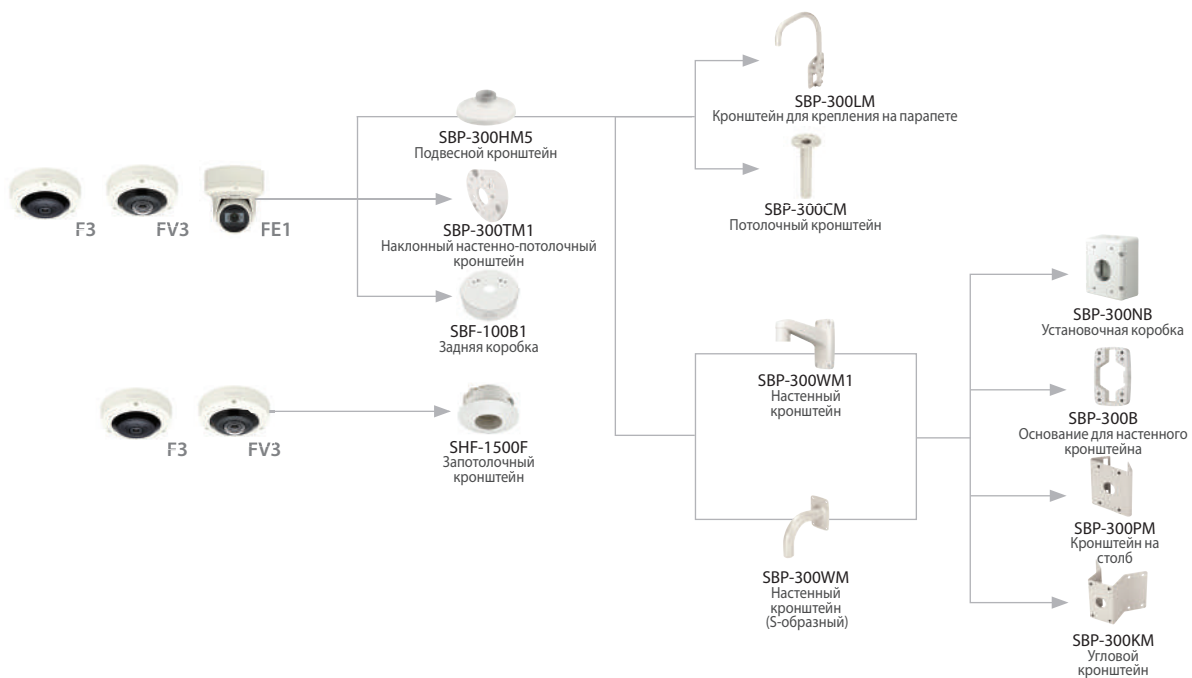 SBP-300LM
Кронштейн для крепления на парапете
SBP-300HM5
Подвесной кронштейн
SBP-300CM
Потолочный кронштейн
F3
FV3
FE1
SBP-300TM1
Наклонный настенно-потолочный
кронштейн
SBF-100B1
Задняя коробка
SBP-300NB
Установочная коробка
SBP-300WM1
Настенный
кронштейн
SBP-300B
Основание для настенного
кронштейна
F3
FV3
SHF-1500F
Запотолочный
кронштейн
SBP-300PM
Кронштейн на
столб
SBP-300WM
Настенный
кронштейн
(S-образный)
SBP-300KM
Угловой
кронштейн